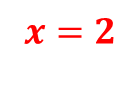 x = 2